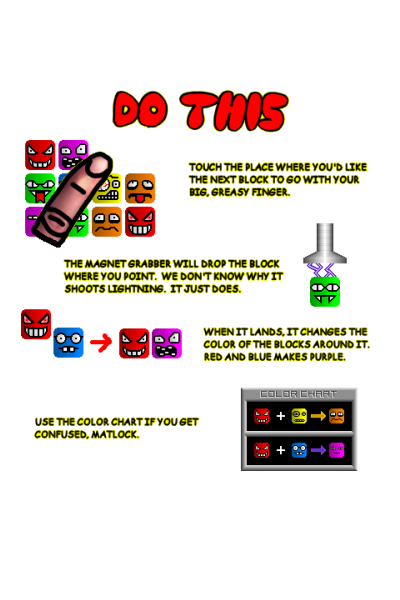 DO THIS
TOUCH THE PLACE WHERE YOU'D LIKE
THE NEXT BLOCK TO GO WITH YOUR
BIG, GREASY FINGER.
THE MAGNET GRABBER WILL DROP THE BLOCK
WHERE YOU POINT. WE DON'T KNOW WHY IT
SHOOTS LIGHTNING. IT JUST DOES.
WHEN IT LANDS, IT CHANGES THE
COLOR OF THE BLOCKS AROUND IT.
RED AND BLUE MAKES PURPLE.
COLOR CHART
+
+
USE THE COLOR CHART IF YOU GET
CONFUSED, MATLOCK.